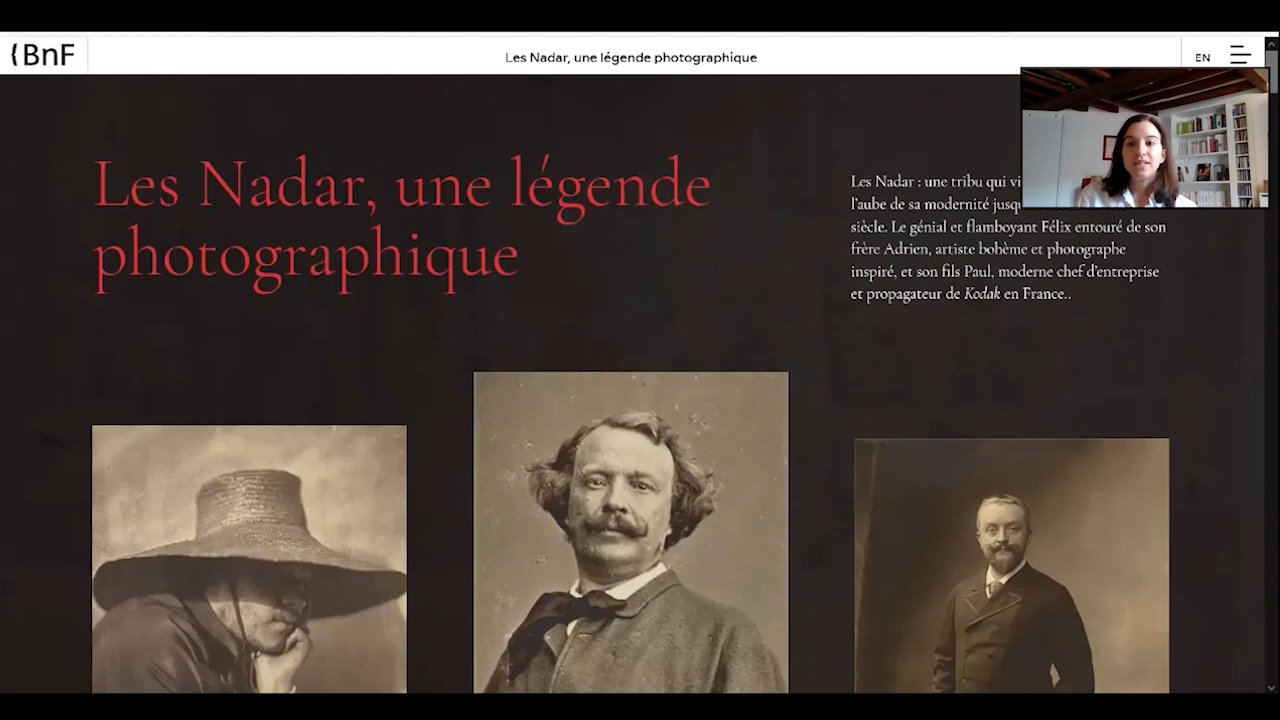 BnF
Les Nadar, une légende photographique
EN
Les Nadar, une légende
photographique
Les Nadar : une tribu qui vi
l'aube de sa modernité jusq
siècle. Le génial et flamboyant Félix entouré de son
frère Adrien, artiste bohème et photographe
inspiré, et son fils Paul, moderne chef d'entreprise
et propagateur de Kodak en France..